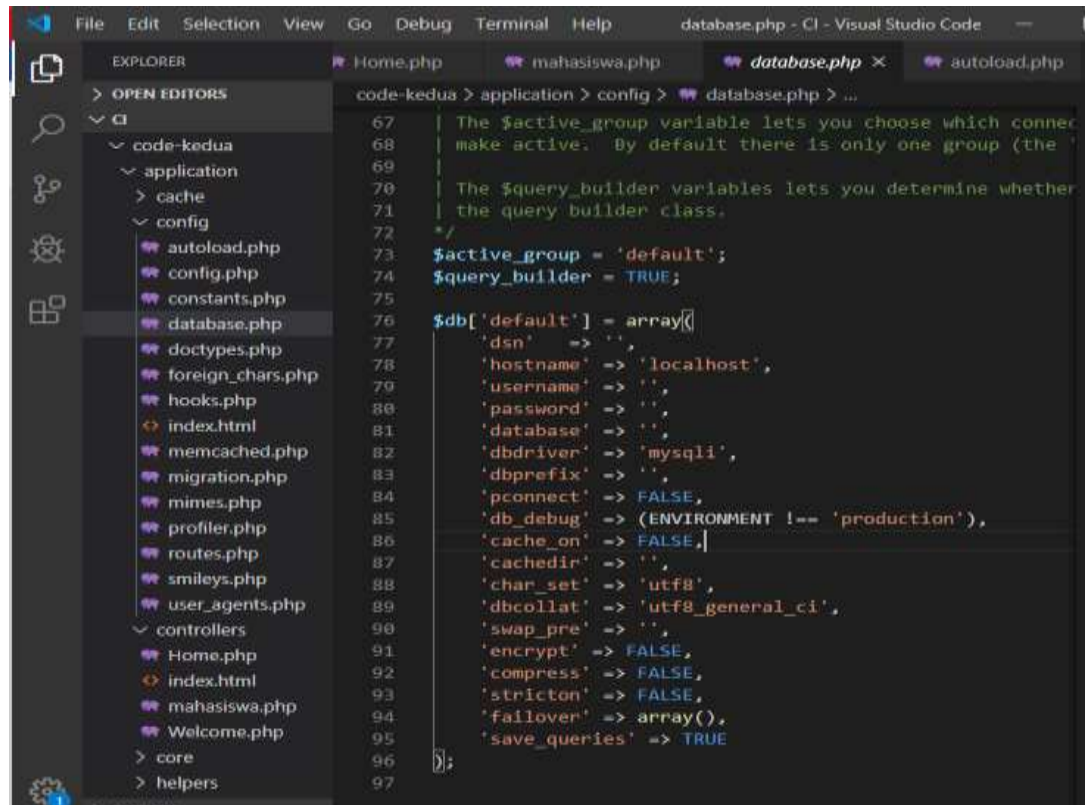 File Edit Selection View Go Debug Terminal Help database.php - CI - Visual Studio Code
EXPLORER
Home.php mahasiswa.php database.php × autoload.php
> OPEN EDITORS
code-kedua > application > config > database.php > ...
CI
code-kedua
application
> cache
config
autoload.php
config.php
constants.php
database.php
doctypes.php
foreign_chars.php
hooks.php
index.html
memcached.php
migration.php
mimes.php
profiler.php
routes.php
smileys.php
user_agents.php
controllers
Home.php
index.html
mahasiswa.php
Welcome.php
> core
> helpers
1
67 | The $active_group variable lets you choose which connec
68 | make active. By default there is only one group (the '
69 |
70 | The $query_builder variables lets you determine whether
71 | the query builder class.
72 */
73 $active_group = 'default';
74 $query_builder = TRUE;
75
76 $db['default'] = array(
77 'dsn' => '',
78 'hostname' => 'localhost',
79 'username' => '',
80 'password' => '',
81 'database' => '',
82 'dbdriver' => 'mysqli',
83 'dbprefix' => '',
84 'pconnect' => FALSE,
85 'db_debug' => (ENVIRONMENT !== 'production'),
86 'cache_on' => FALSE,
87 'cachedir' => '',
88 'char_set' => 'utf8',
89 'dbcollat' => 'utf8_general_ci',
90 'swap_pre' => '',
91 'encrypt' => FALSE,
92 'compress' => FALSE,
93 'stricton' => FALSE,
94 'failover' => array(),
95 'save_queries' => TRUE
96 );
97